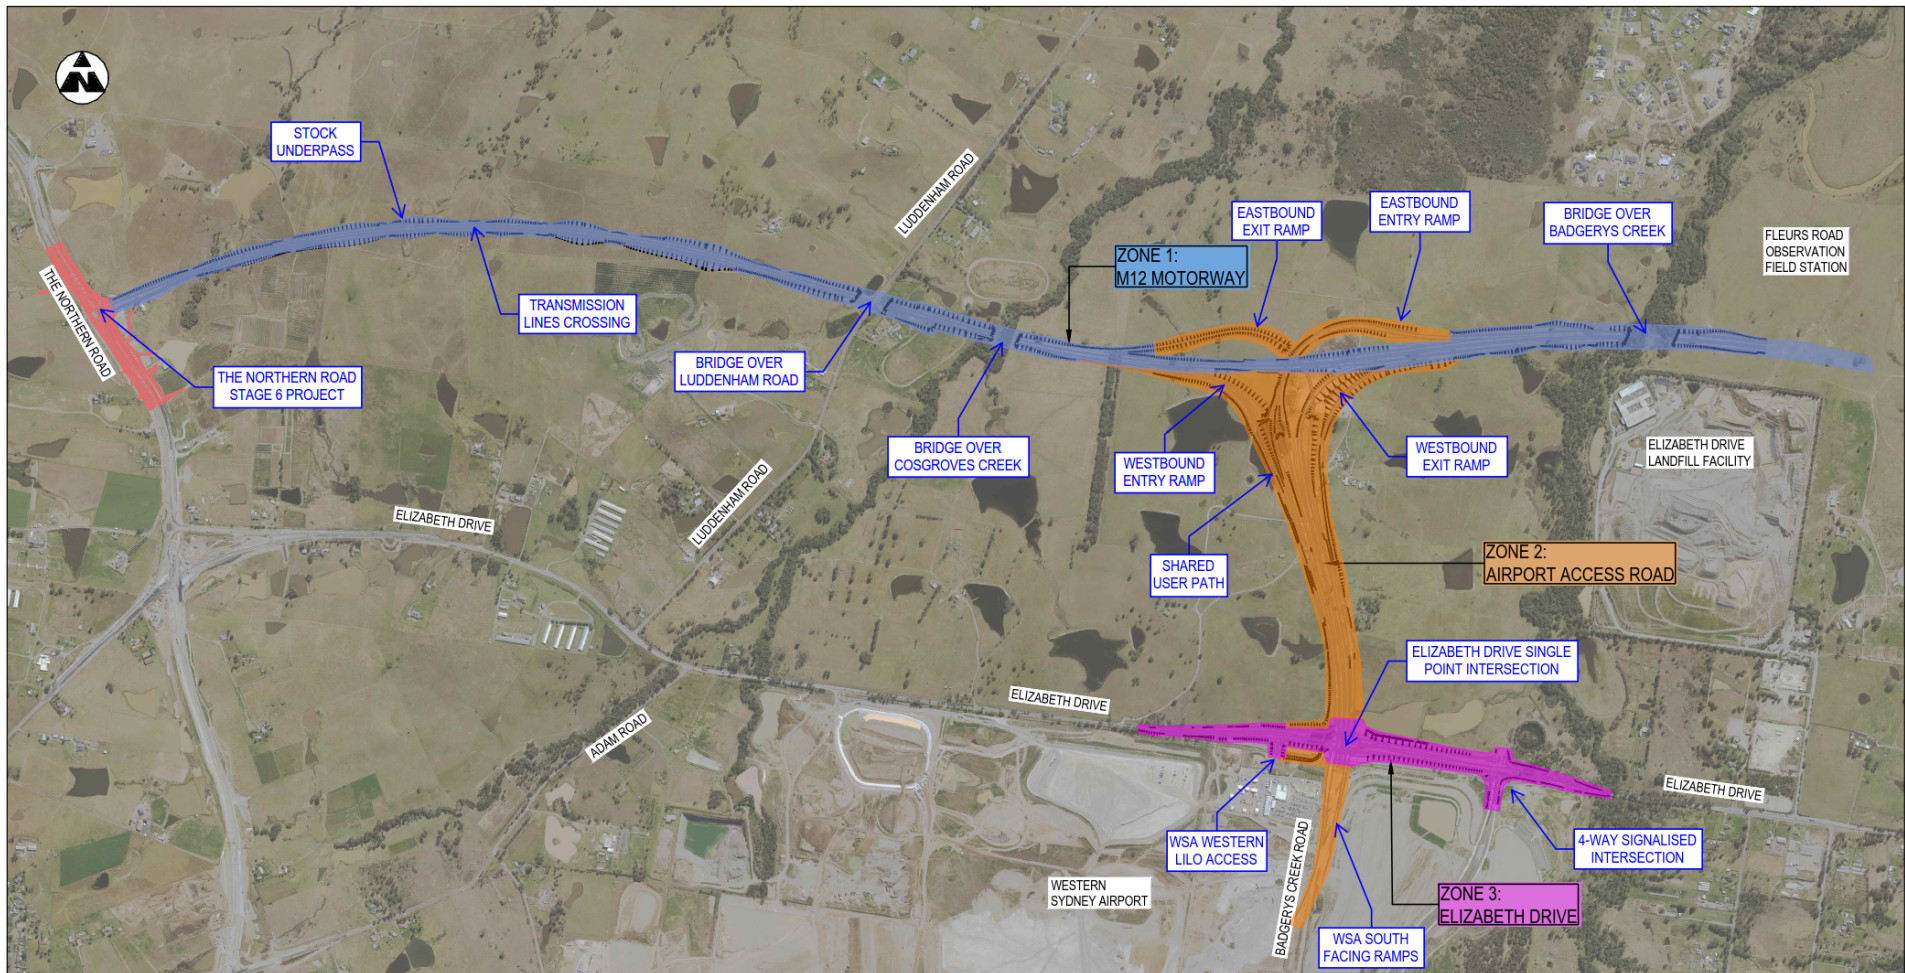 N
STOCK
UNDERPASS
THE NORTHERN ROAD
THE NORTHERN ROAD
STAGE 6 PROJECT
TRANSMISSION
LINES CROSSING
BRIDGE OVER
LUDDENHAM ROAD
LUDDENHAM ROAD
BRIDGE OVER
COSGROVES CREEK
ZONE 1:
M12 MOTORWAY
EASTBOUND
EXIT RAMP
EASTBOUND
ENTRY RAMP
BRIDGE OVER
BADGERYS CREEK
FLEURS ROAD
OBSERVATION
FIELD STATION
WESTBOUND
ENTRY RAMP
WESTBOUND
EXIT RAMP
ELIZABETH DRIVE
LANDFILL FACILITY
ELIZABETH DRIVE
LUDDENHAM ROAD
SHARED
USER PATH
ZONE 2:
AIRPORT ACCESS ROAD
ELIZABETH DRIVE SINGLE
POINT INTERSECTION
ELIZABETH DRIVE
ADAM ROAD
ELIZABETH DRIVE
WSA WESTERN
LILO ACCESS
4-WAY SIGNALISED
INTERSECTION
WESTERN
SYDNEY AIRPORT
BADGERYS CREEK ROAD
ZONE 3:
ELIZABETH DRIVE
WSA SOUTH
FACING RAMPS